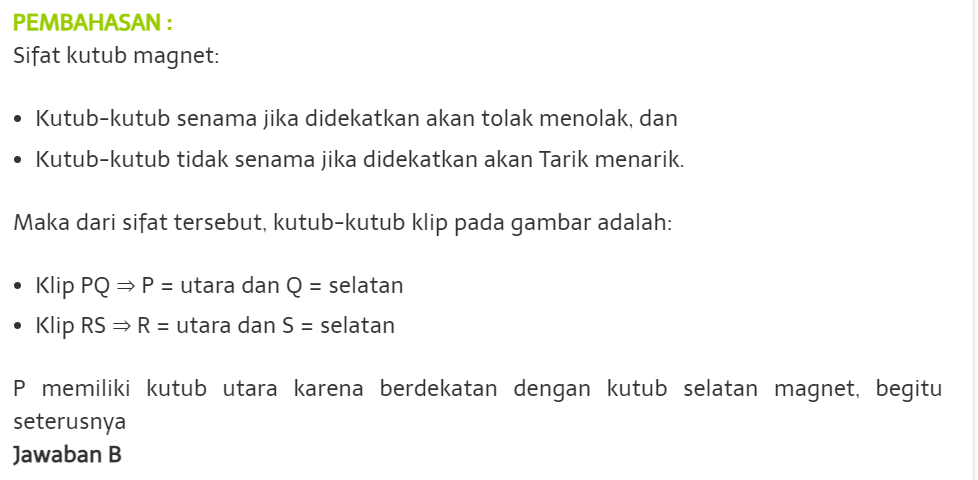 PEMBAHASAN :
Sifat kutub magnet:
• Kutub-kutub senama jika didekatkan akan tolak menolak, dan
• Kutub-kutub tidak senama jika didekatkan akan Tarik menarik.
Maka dari sifat tersebut, kutub-kutub klip pada gambar adalah:
• Klip PQ ⇒ P = utara dan Q = selatan
• Klip RS ⇒ R = utara dan S = selatan
P memiliki kutub utara karena berdekatan dengan kutub selatan magnet, begitu
seterusnya
Jawaban B